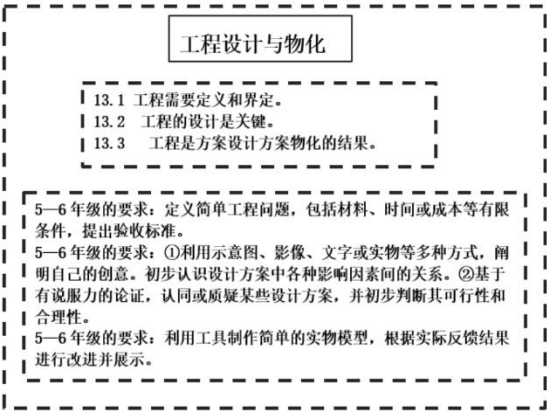 工程设计与物化
13.1 工程需要定义和界定。
13.2 工程的设计是关键。
13.3 工程是方案设计方案物化的结果。
5—6年级的要求：定义简单工程问题，包括材料、时间或成本等有限
条件，提出验收标准。
5—6年级的要求：①利用示意图、影像、文字或实物等多种方式，阐
明自己的创意。初步认识设计方案中各种影响因素间的关系。②基于
有说服力的论证，认同或质疑某些设计方案，并初步判断其可行性和
合理性。
5—6年级的要求：利用工具制作简单的实物模型，根据实际反馈结果
进行改进并展示。